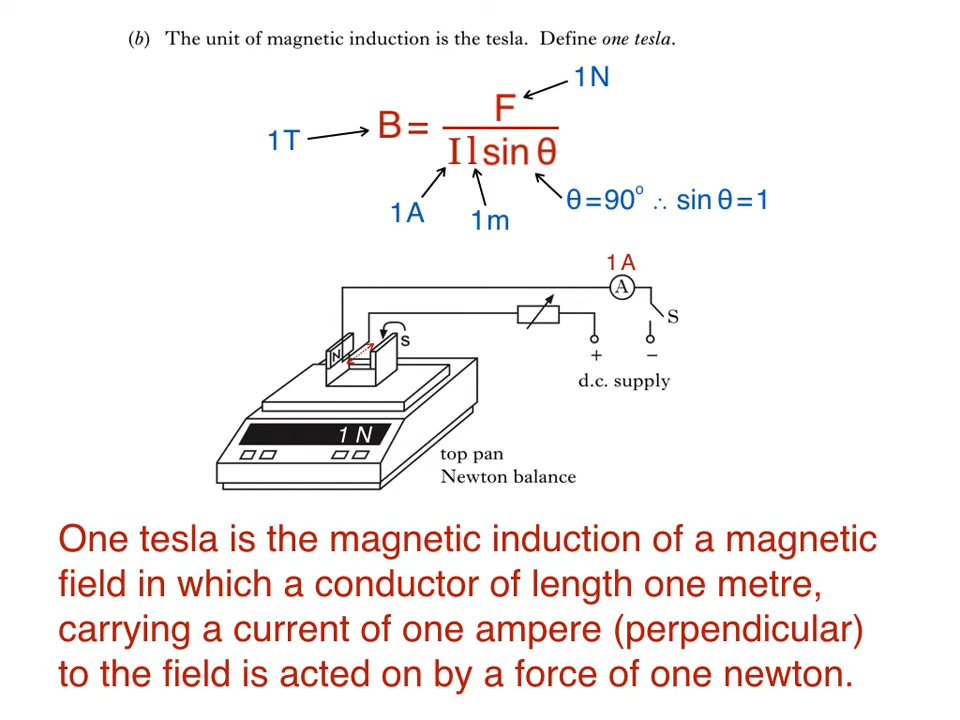 (b) The unit of magnetic induction is the tesla. Define one tesla.
1N
B = F
I l sin θ
1T
1A
1m
θ=90° ∴ sin θ=1
1A
A
S
N
s
+
−
d.c. supply
1 N
top pan
Newton balance
One tesla is the magnetic induction of a magnetic
field in which a conductor of length one metre,
carrying a current of one ampere (perpendicular)
to the field is acted on by a force of one newton.